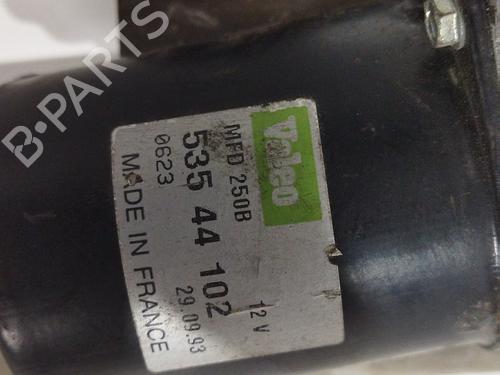 B-PARTS
Valeo
MFD 250B
535 44 102
12 V
0623
29.09.93
MADE IN FRANCE